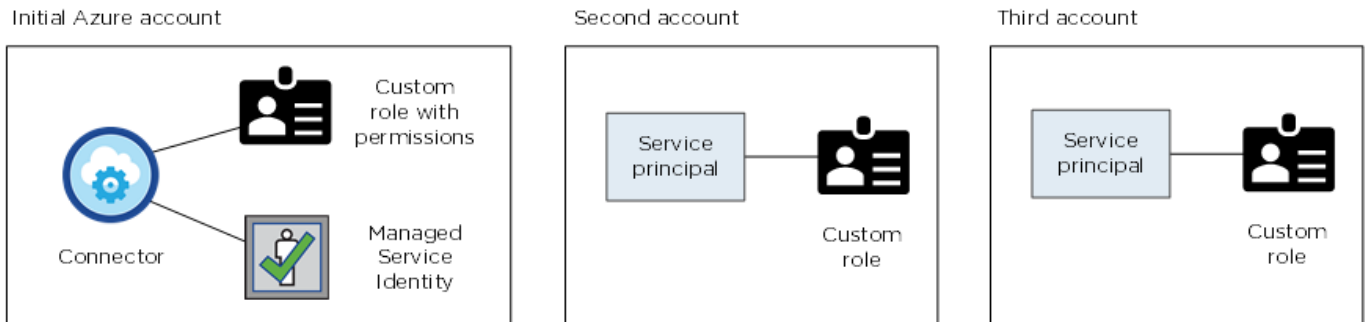 Initial Azure account
Second account
Third account
Custom
role with
permissions
Connector
Managed
Service
Identity
Service
principal
Custom
role
Service
principal
Custom
role